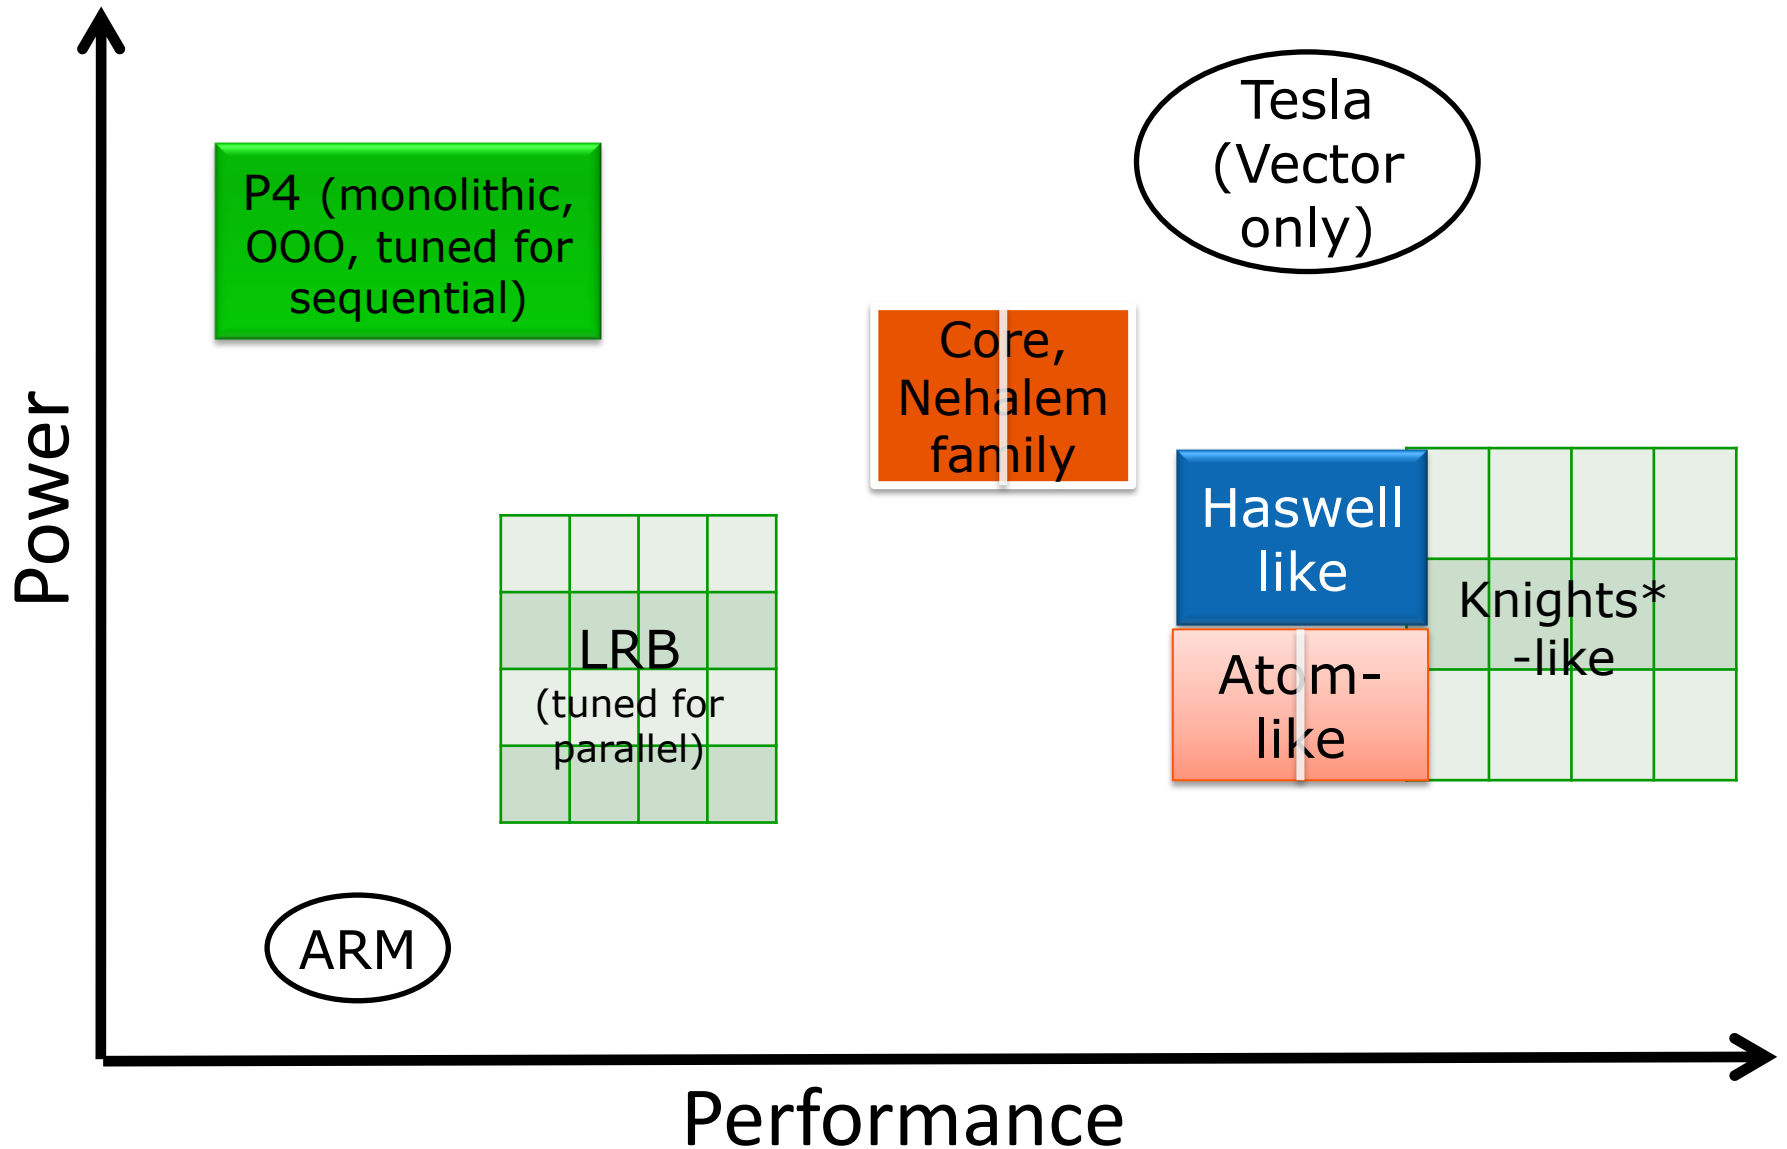 Tesla
(Vector
only)
P4 (monolithic,
OOO, tuned for
sequential)
Core,
Nehalem
family
Power
Haswell
like
Knights*
-like
LRB
(tuned for
parallel)
Atom-
like
ARM
Performance